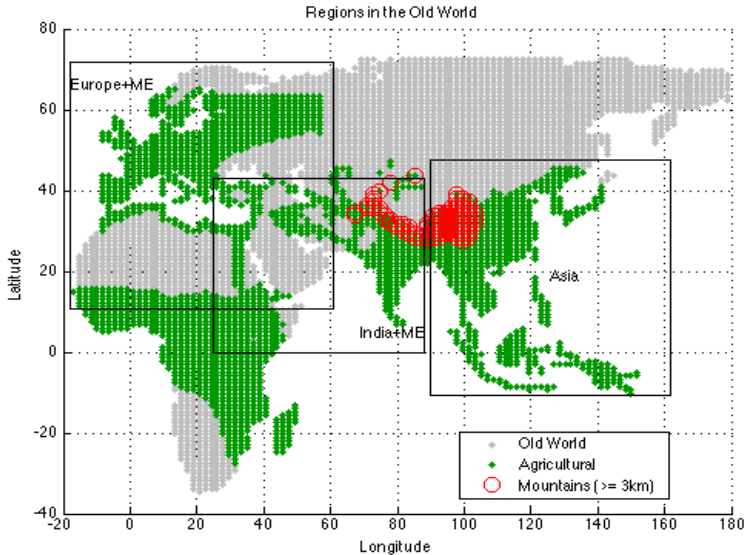 Regions in the Old World
80
60
40
20
0
-20
-40
Latitude
Europe+ME
India+ME
Asia
Old World
Agricultural
Mountains (>= 3km)
-20 0 20 40 60 80 100 120 140 160 180
Longitude